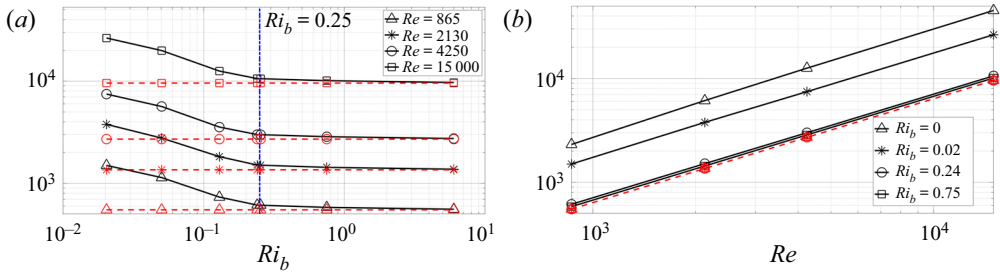 (a)
Ri_b = 0.25
Re = 865
Re = 2130
Re = 4250
Re = 15 000
10^4
10^3
10^−2
10^−1
10^0
10^1
Ri_b
(b)
10^4
10^3
Ri_b = 0
Ri_b = 0.02
Ri_b = 0.24
Ri_b = 0.75
10^3
10^4
Re